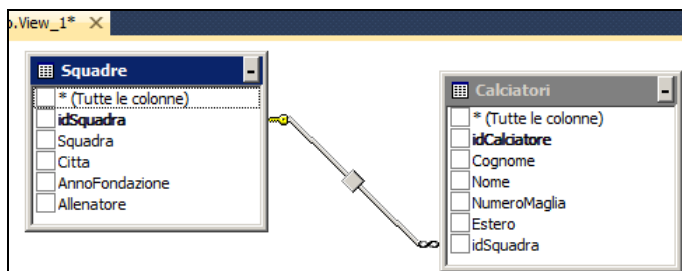 o.View_1* ×
Squadre
* (Tutte le colonne)
idSquadra
Squadra
Citta
AnnoFondazione
Allenatore
Calciatori
* (Tutte le colonne)
idCalciatore
Cognome
Nome
NumeroMaglia
Estero
idSquadra